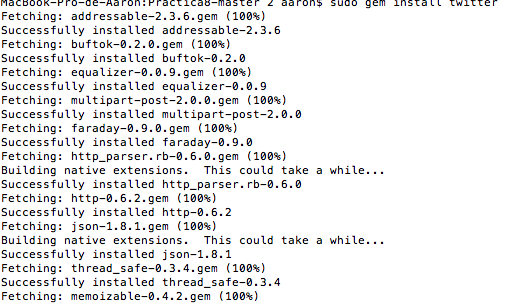 MacBook-Pro-de-Aaron:Practica8-master 2 aaron$ sudo gem install twitter
Fetching: addressable-2.3.6.gem (100%)
Successfully installed addressable-2.3.6
Fetching: buftok-0.2.0.gem (100%)
Successfully installed buftok-0.2.0
Fetching: equalizer-0.0.9.gem (100%)
Successfully installed equalizer-0.0.9
Fetching: multipart-post-2.0.0.gem (100%)
Successfully installed multipart-post-2.0.0
Fetching: faraday-0.9.0.gem (100%)
Successfully installed faraday-0.9.0
Fetching: http_parser.rb-0.6.0.gem (100%)
Building native extensions.  This could take a while...
Successfully installed http_parser.rb-0.6.0
Fetching: http-0.6.2.gem (100%)
Successfully installed http-0.6.2
Fetching: json-1.8.1.gem (100%)
Building native extensions.  This could take a while...
Successfully installed json-1.8.1
Fetching: thread_safe-0.3.4.gem (100%)
Successfully installed thread_safe-0.3.4
Fetching: memoizable-0.4.2.gem (100%)